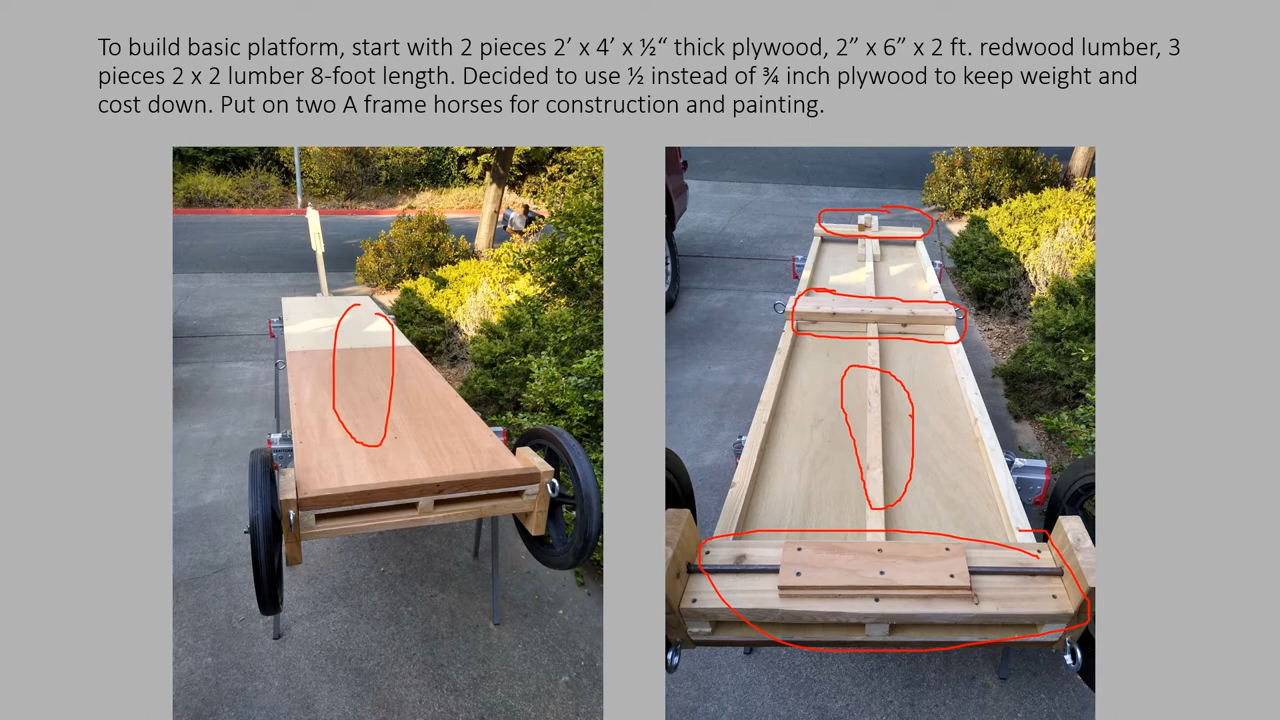 To build basic platform, start with 2 pieces 2’ x 4’ x ½“ thick plywood, 2” x 6” x 2 ft. redwood lumber, 3
pieces 2 x 2 lumber 8-foot length. Decided to use ½ instead of ¾ inch plywood to keep weight and
cost down. Put on two A frame horses for construction and painting.